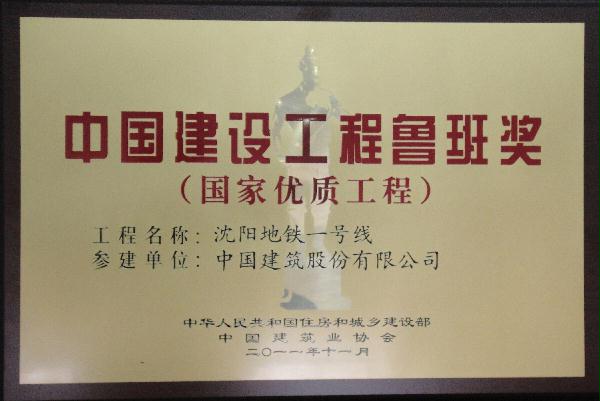 中国建设工程鲁班奖
（国家优质工程）
工程名称：沈阳地铁一号线
参建单位：中国建筑股份有限公司
中华人民共和国住房和城乡建设部
中国建筑业协会
二〇一一年十一月